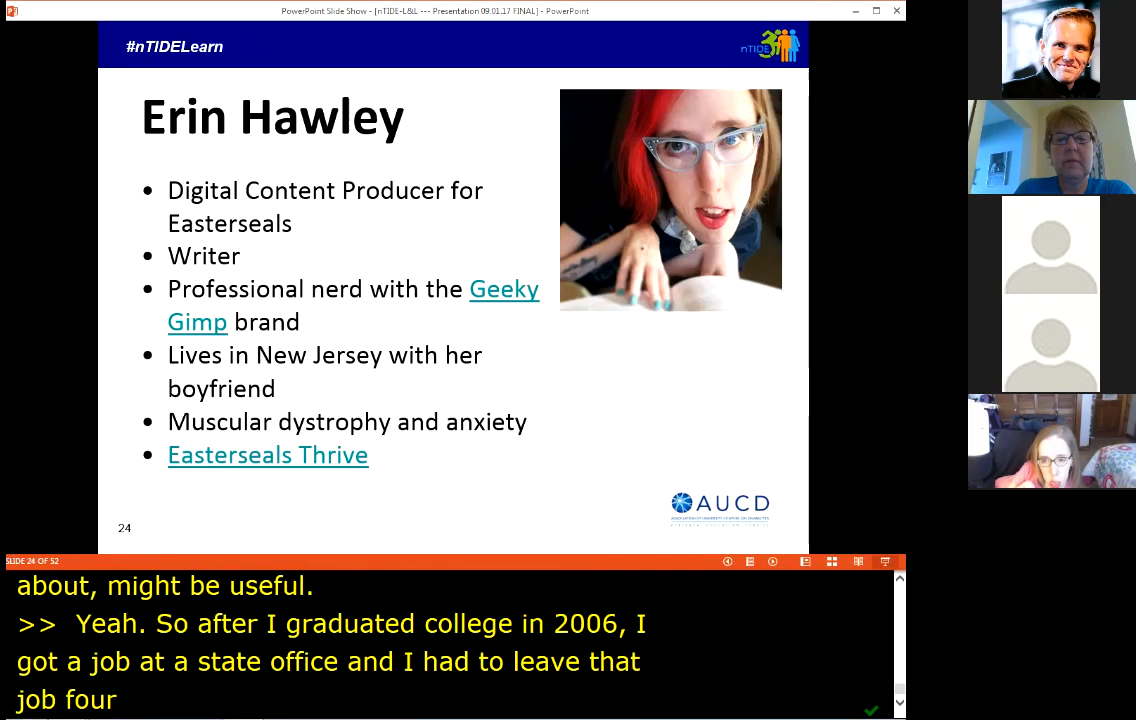 PowerPoint Slide Show - [nTIDE-L&L --- Presentation 09.01.17 FINAL] - PowerPoint
#nTIDELearn
nTIDE
Erin Hawley
• Digital Content Producer for
Easterseals
• Writer
• Professional nerd with the Geeky
Gimp brand
• Lives in New Jersey with her
boyfriend
• Muscular dystrophy and anxiety
• Easterseals Thrive
AUCD
24
SLIDE 24 OF 52
about, might be useful.
>> Yeah. So after I graduated college in 2006, I
got a job at a state office and I had to leave that
job four